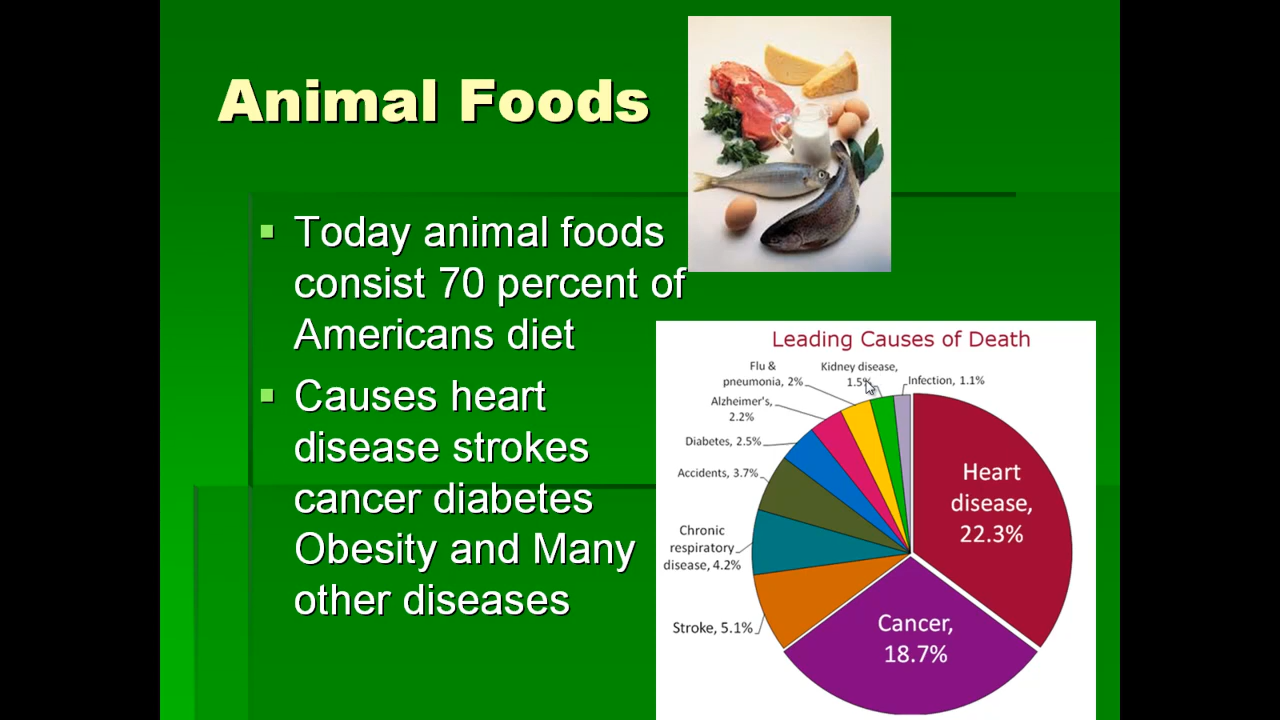 Animal Foods
Today animal foods
consist 70 percent of
Americans diet
Causes heart
disease strokes
cancer diabetes
Obesity and Many
other diseases
Leading Causes of Death
Flu &
pneumonia, 2%
Kidney disease,
1.5%
Infection, 1.1%
Alzheimer's,
2.2%
Diabetes, 2.5%
Accidents, 3.7%
Chronic
respiratory
disease, 4.2%
Stroke, 5.1%
Heart
disease,
22.3%
Cancer,
18.7%